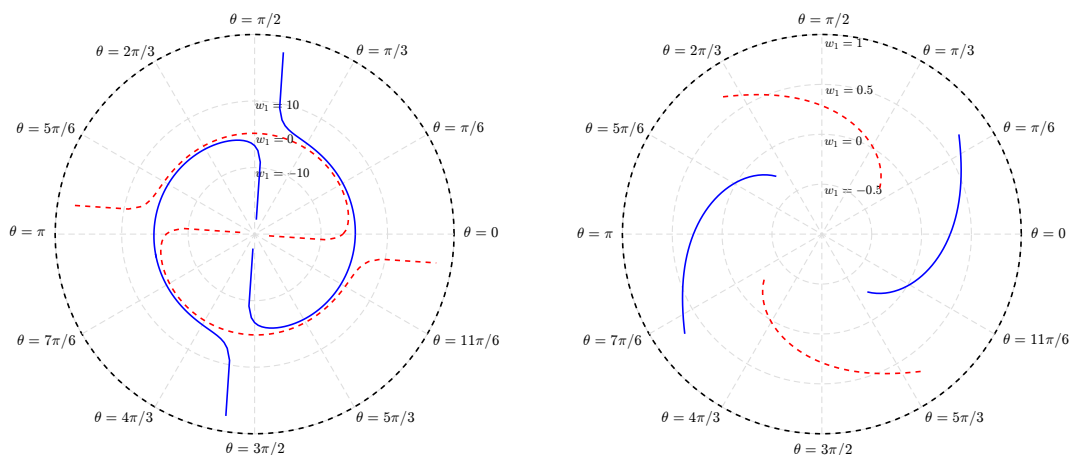 θ = π/2
θ = 2π/3
θ = π/3
w₁ = 10
θ = 5π/6
θ = π/6
w₁ = 0
w₁ = −10
θ = π
θ = 0
θ = 7π/6
θ = 11π/6
θ = 4π/3
θ = 5π/3
θ = 3π/2
θ = π/2
w₁ = 1
θ = 2π/3
θ = π/3
w₁ = 0.5
θ = 5π/6
θ = π/6
w₁ = 0
w₁ = −0.5
θ = π
θ = 0
θ = 7π/6
θ = 11π/6
θ = 4π/3
θ = 5π/3
θ = 3π/2